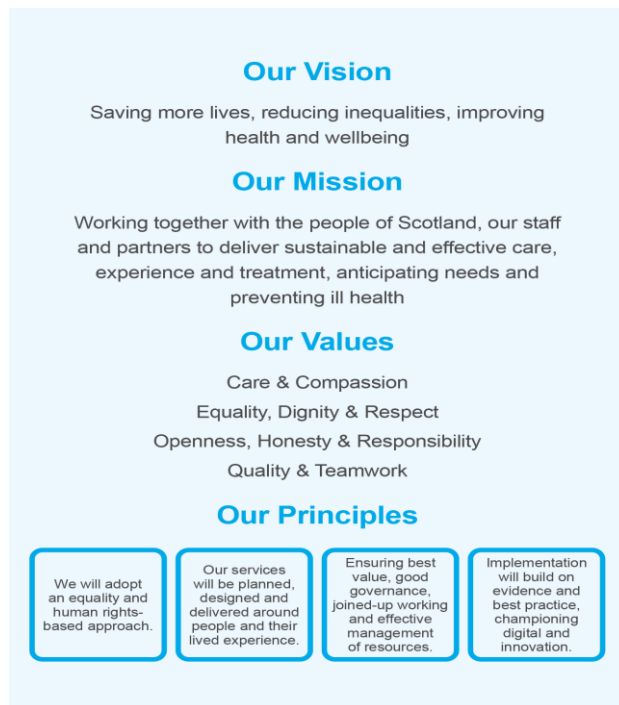 Our Vision
Saving more lives, reducing inequalities, improving
health and wellbeing
Our Mission
Working together with the people of Scotland, our staff
and partners to deliver sustainable and effective care,
experience and treatment, anticipating needs and
preventing ill health
Our Values
Care & Compassion
Equality, Dignity & Respect
Openness, Honesty & Responsibility
Quality & Teamwork
Our Principles
We will adopt
an equality and
human rights-
based approach.
Our services
will be planned,
designed and
delivered around
people and their
lived experience.
Ensuring best
value, good
governance,
joined-up working
and effective
management
of resources.
Implementation
will build on
evidence and
best practice,
championing
digital and
innovation.